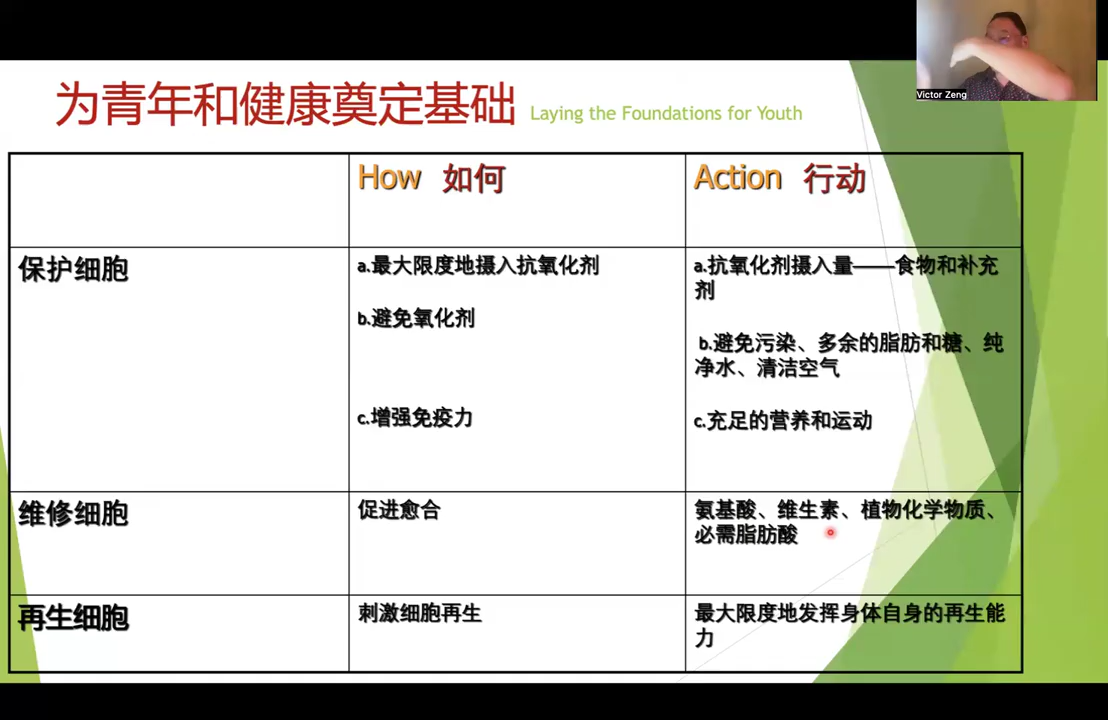 Victor Zeng
为青年和健康奠定基础 Laying the Foundations for Youth
How 如何
Action 行动
保护细胞
a.最大限度地摄入抗氧化剂
b.避免氧化剂
c.增强免疫力
a.抗氧化剂摄入量——食物和补充
剂
b.避免污染、多余的脂肪和糖、纯
净水、清洁空气
c.充足的营养和运动
维修细胞
促进愈合
氨基酸、维生素、植物化学物质、
必需脂肪酸
再生细胞
刺激细胞再生
最大限度地发挥身体自身的再生能
力